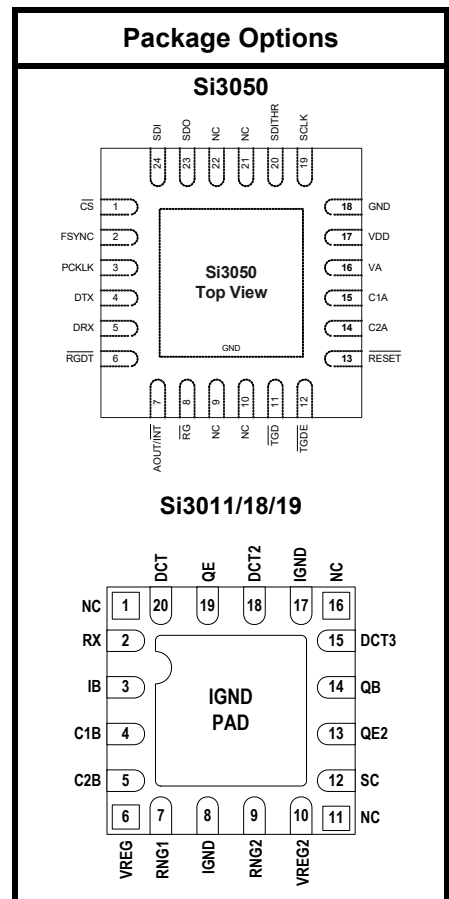 Package Options
Si3050
SDI
SDO
NC
NC
SDITHR
SCLK
24
23
22
21
20
19
CS 1
18 GND
FSYNC 2
17 VDD
PCKLK 3
16 VA
DTX 4
15 C1A
DRX 5
14 C2A
RGDT 6
13 RESET
Si3050
Top View
GND
7
8
9
10
11
12
AOUT/INT
RG
NC
NC
TGD
TGDE
Si3011/18/19
DCT
QE
DCT2
IGND
NC
NC 1
20
19
18
17
16
RX 2
15 DCT3
IB 3
14 QB
C1B 4
13 QE2
C2B 5
12 SC
IGND
PAD
6
7
8
9
10
11 NC
VREG
RNG1
IGND
RNG2
VREG2